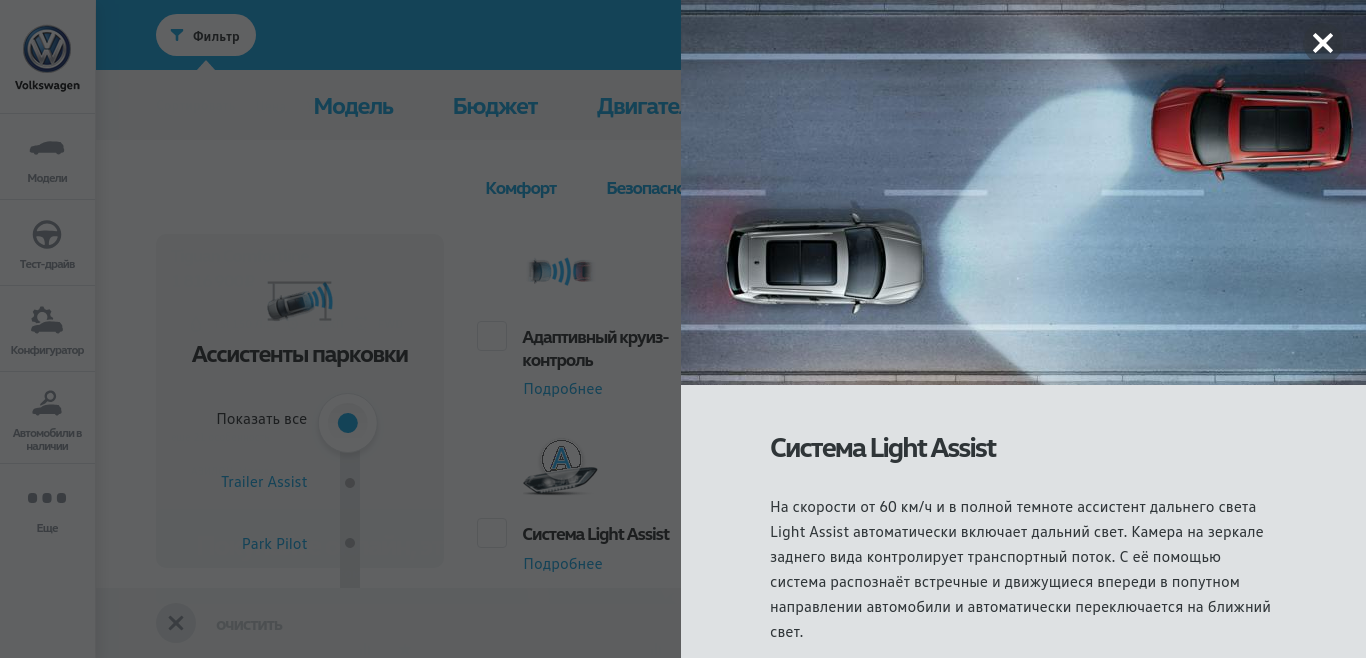 Volkswagen
Модели
Тест-драйв
Конфигуратор
Автомобили в
наличии
Еще
Фильтр
Модель
Бюджет
Комфорт
Ассистенты парковки
Показать все
Trailer Assist
Park Pilot
Адаптивный круиз-
контроль
Подробнее
A
Система Light Assist
Подробнее
ОЧИСТИТЬ
Система Light Assist
На скорости от 60 км/ч и в полной темноте ассистент дальнего света
Light Assist автоматически включает дальний свет. Камера на зеркале
заднего вида контролирует транспортный поток. С её помощью
система распознаёт встречные и движущиеся впереди в попутном
направлении автомобили и автоматически переключается на ближний
свет.